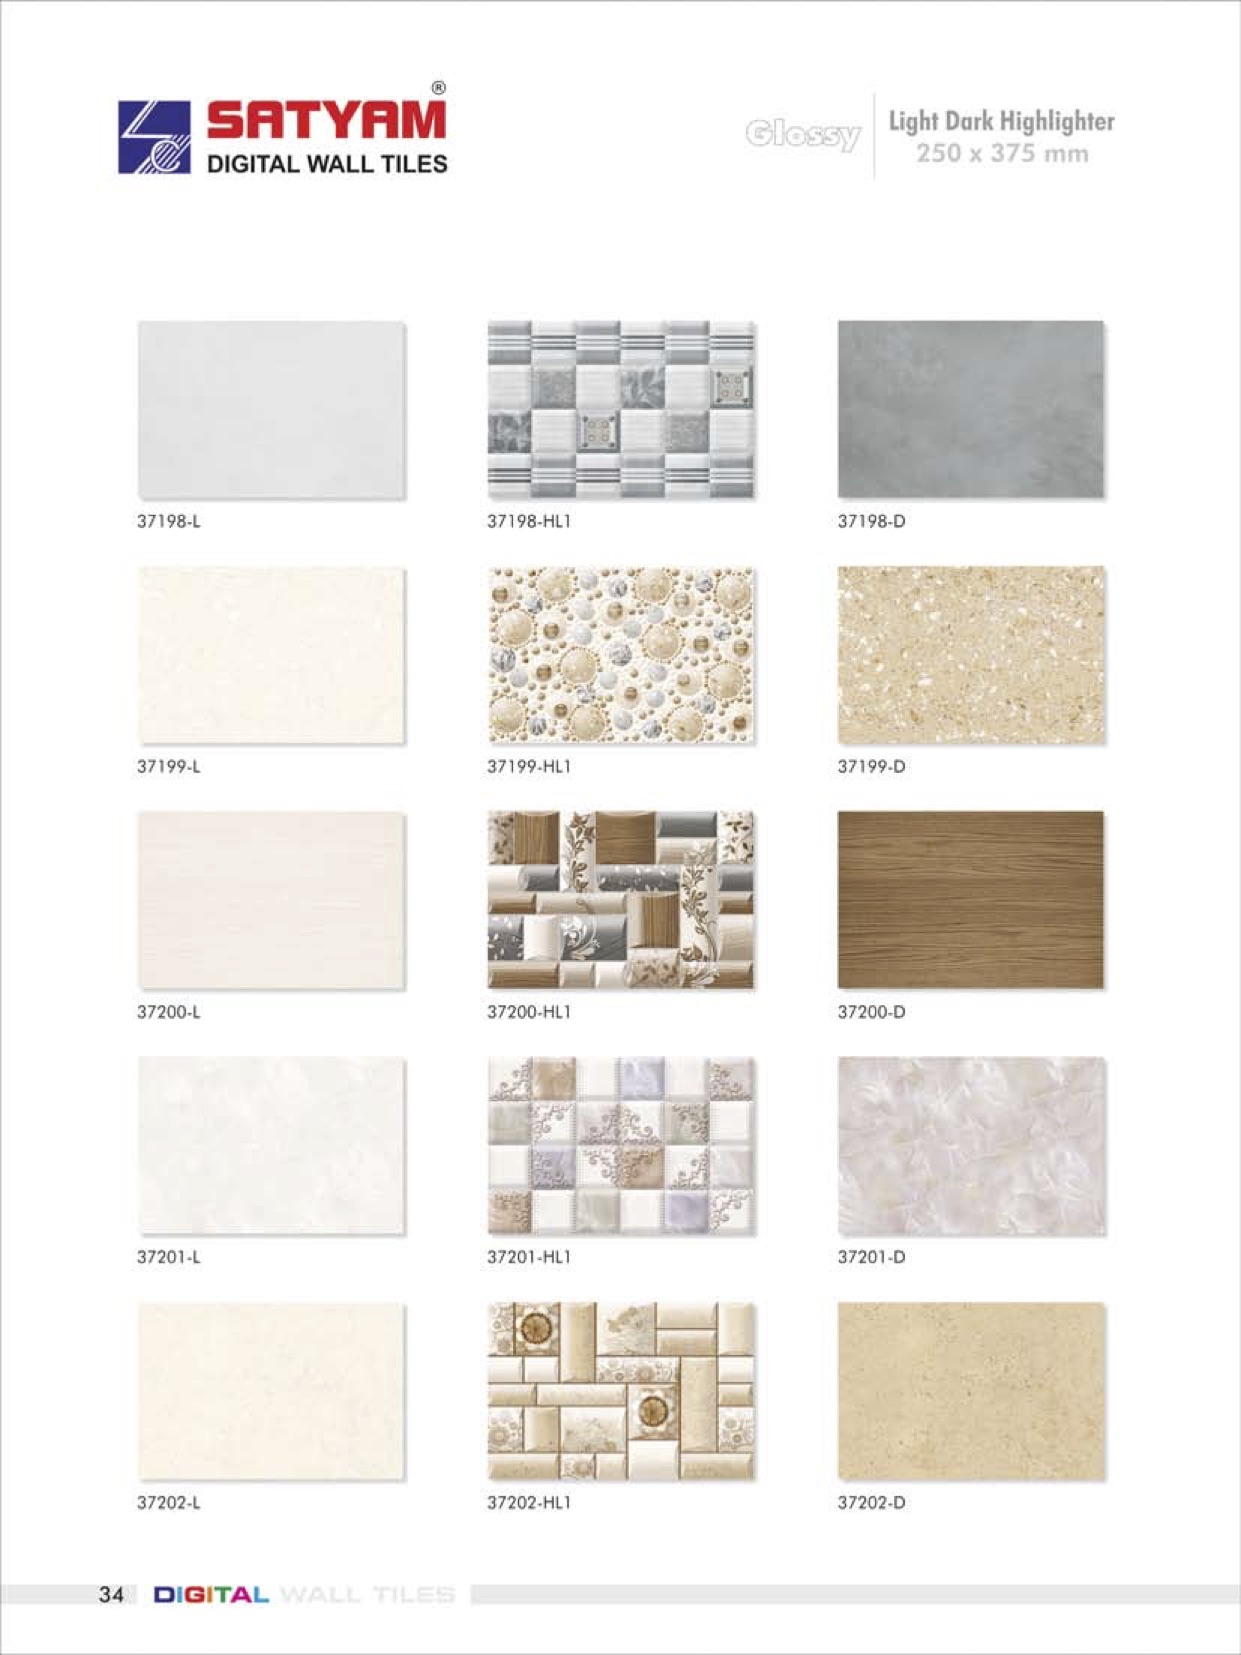 ®
SATYAM
DIGITAL WALL TILES
Glossy
Light Dark Highlighter
250 x 375 mm
37198-L
37198-HL1
37198-D
37199-L
37199-HL1
37199-D
37200-L
37200-HL1
37200-D
37201-L
37201-HL1
37201-D
37202-L
37202-HL1
37202-D
34 DIGITAL WALL TILES